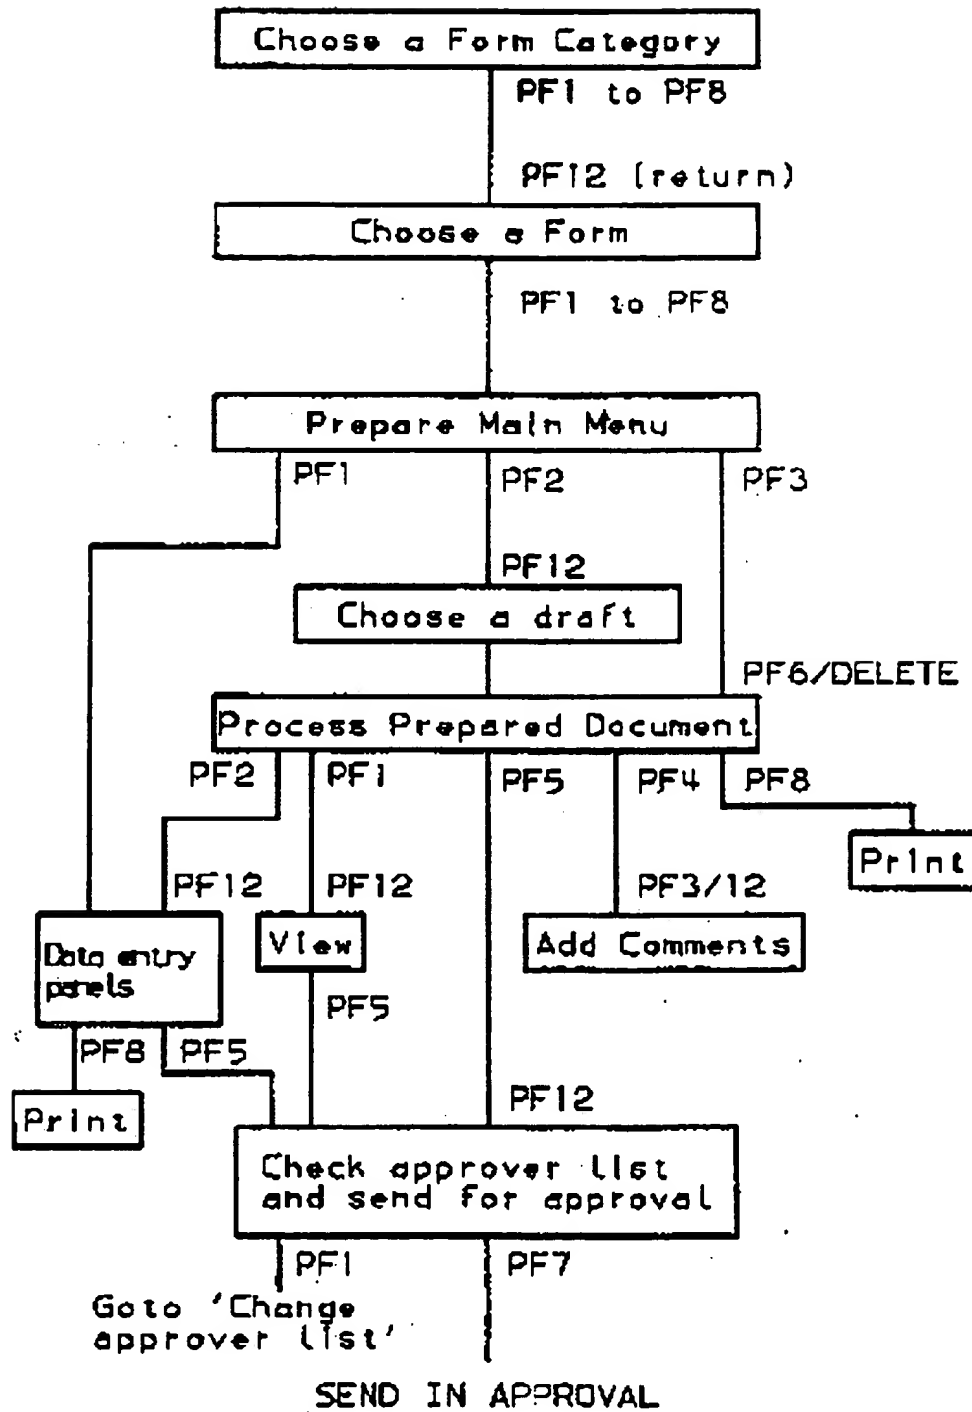 Choose a Form Category
PF1 to PF8
PF12 (return)
Choose a Form
PF1 to PF8
Prepare Main Menu
PF1
PF2
PF3
PF12
Choose a draft
PF6/DELETE
Process Prepared Document
PF2
PF1
PF5
PF4
PF8
Print
PF12
PF12
PF3/12
Data entry
panels
View
Add Comments
PF5
PF8
PF5
Print
PF12
Check approver list
and send for approval
PF1
PF7
Goto 'Change
approver list'
SEND IN APPROVAL